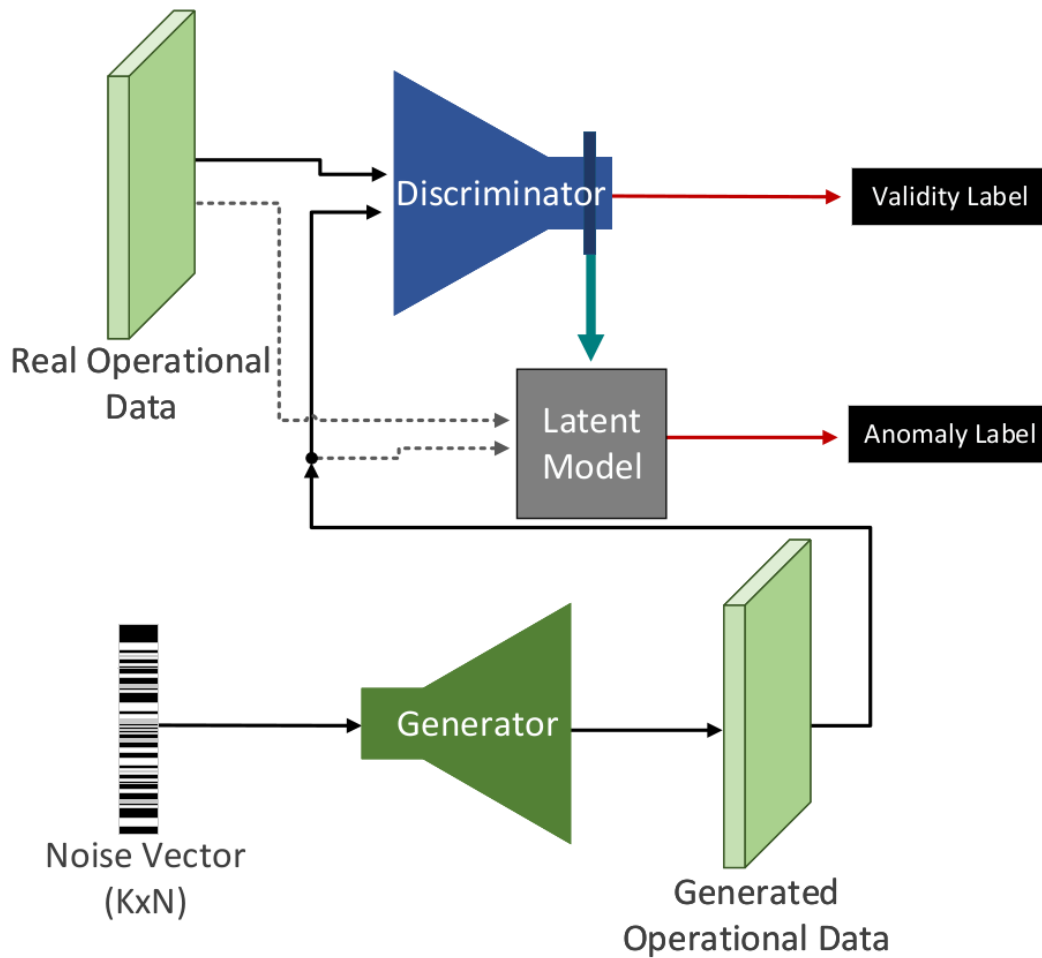 Discriminator
Validity Label
Real Operational
Data
Latent
Model
Anomaly Label
Generator
Noise Vector
(KxN)
Generated
Operational Data